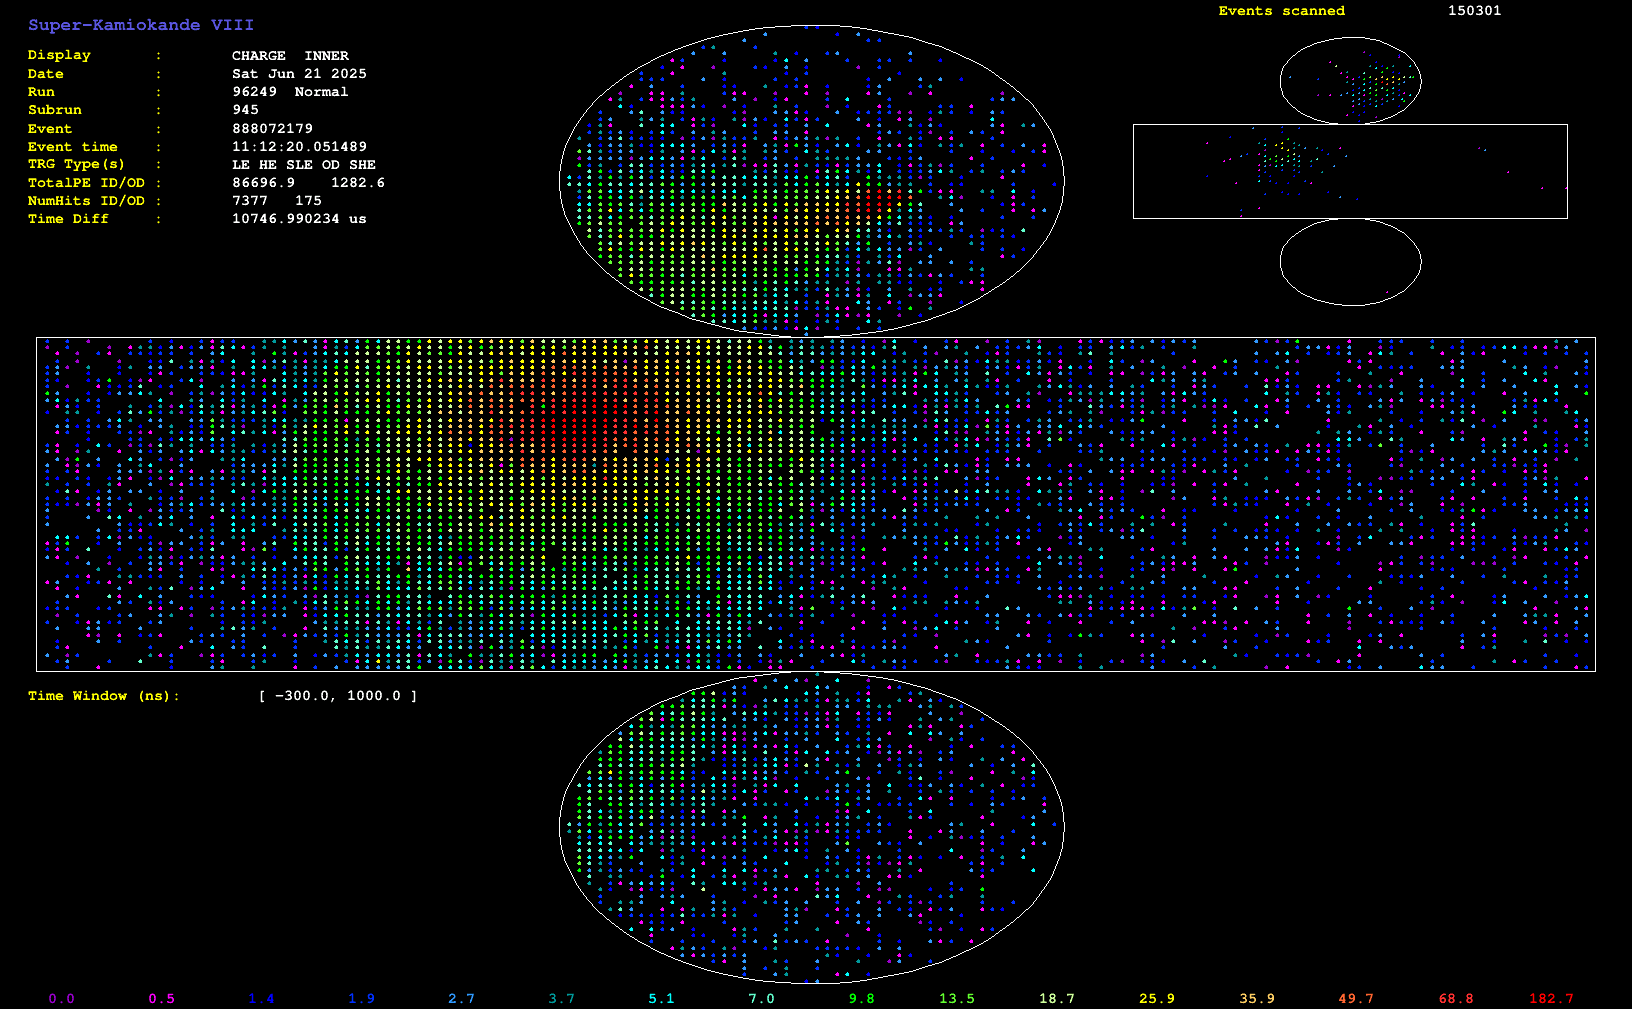 Super-Kamiokande VIII
Events scanned 150301
Display : CHARGE INNER
Date : Sat Jun 21 2025
Run : 96249 Normal
Subrun : 945
Event : 888072179
Event time : 11:12:20.051489
TRG Type(s) : LE HE SLE OD SHE
TotalPE ID/OD : 86696.9 1282.6
NumHits ID/OD : 7377 175
Time Diff : 10746.990234 us
Time Window (ns): [ -300.0, 1000.0 ]
0.0 0.5 1.4 1.9 2.7 3.7 5.1 7.0 9.8 13.5 18.7 25.9 35.9 49.7 68.8 182.7